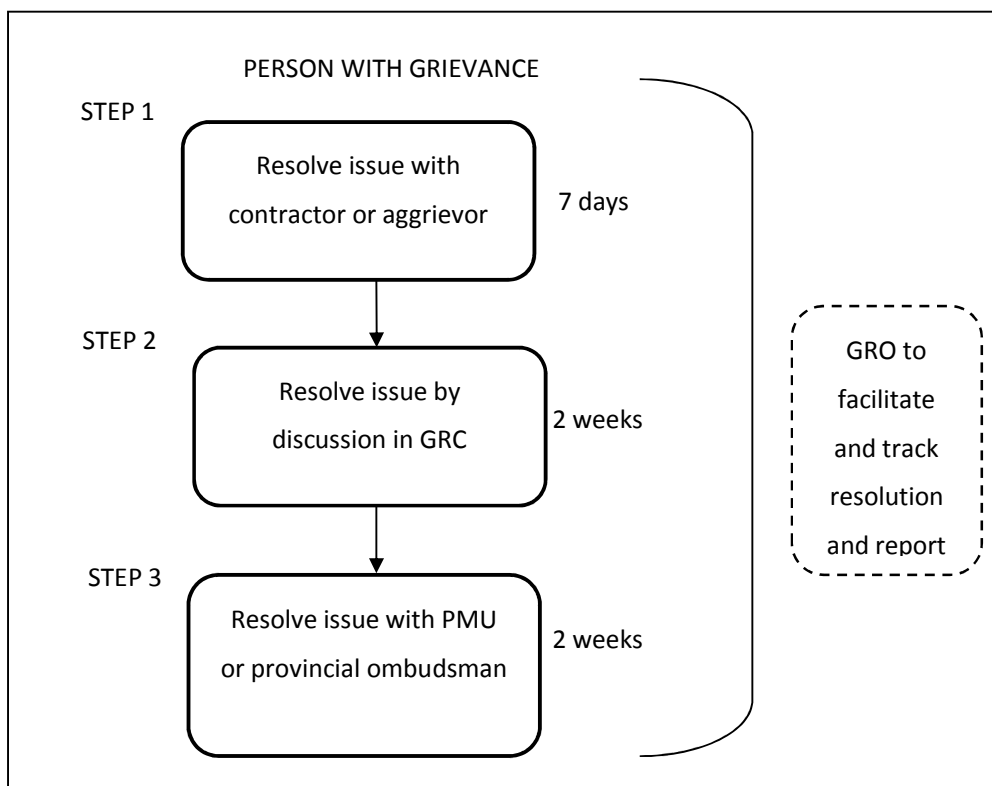 PERSON WITH GRIEVANCE
STEP 1
Resolve issue with
contractor or aggrievor
7 days
STEP 2
Resolve issue by
discussion in GRC
2 weeks
STEP 3
Resolve issue with PMU
or provincial ombudsman
2 weeks
GRO to
facilitate
and track
resolution
and report